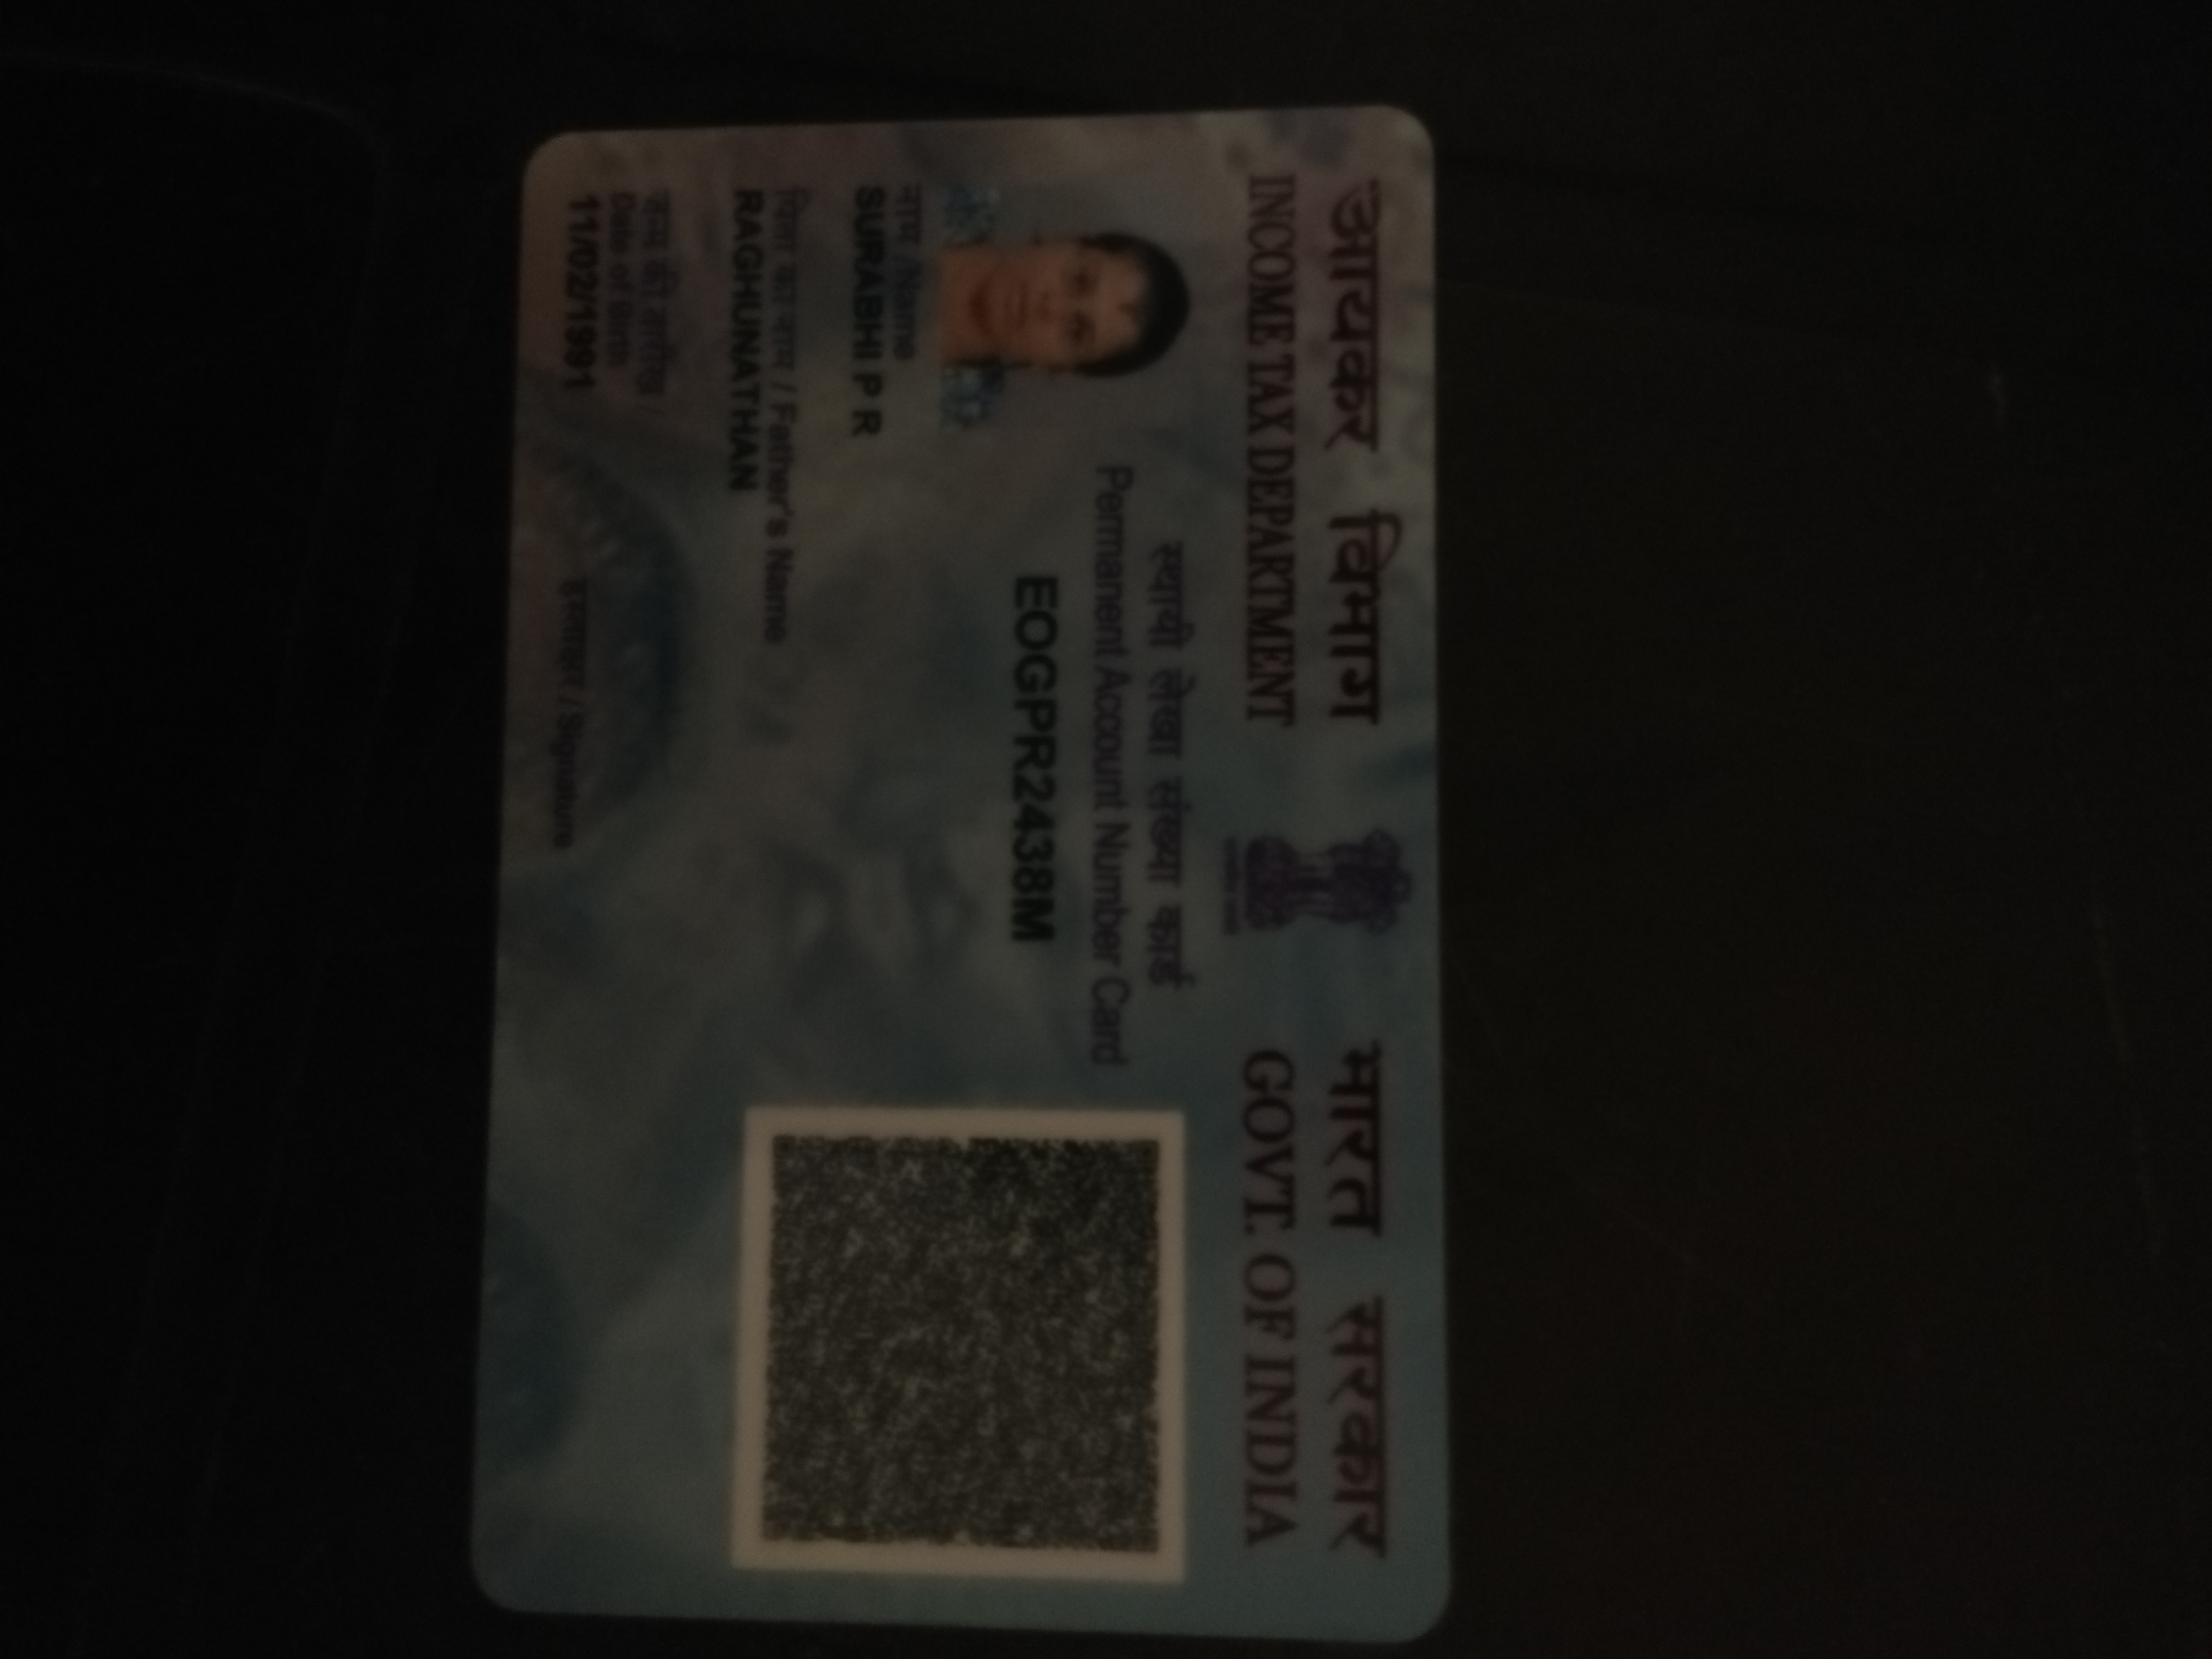 आयकर विभाग
INCOME TAX DEPARTMENT
भारत सरकार
GOVT. OF INDIA
स्थायी लेखा संख्या कार्ड
Permanent Account Number Card
EOGPR2438M
नाम / Name
SURABHI P R
पिता का नाम / Father's Name
RAGHUNATHAN
जन्म की तारीख /
Date of Birth
11/02/1991
हस्ताक्षर / Signature